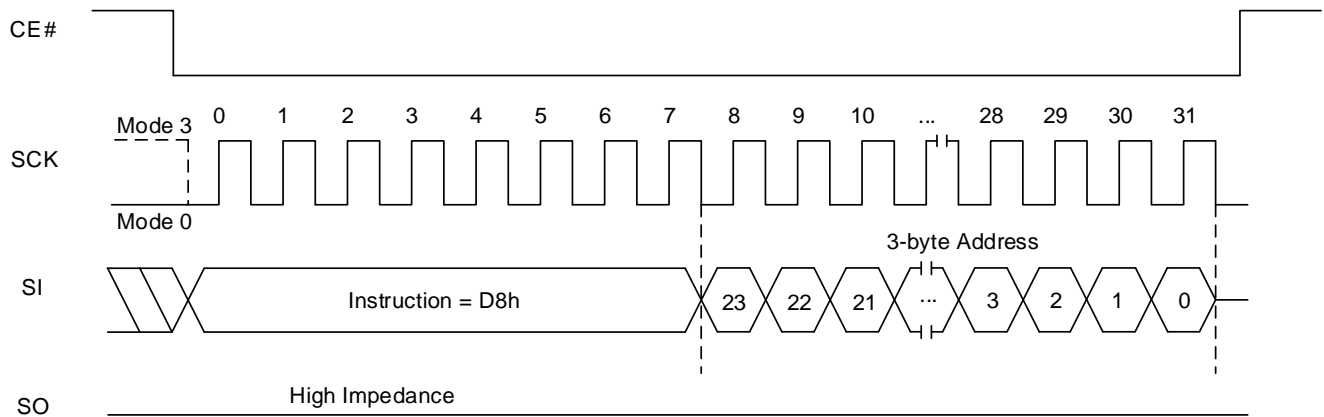 CE#
0 1 2 3 4 5 6 7 8 9 10 ... 28 29 30 31
Mode 3
SCK
Mode 0
3-byte Address
SI
Instruction = D8h 23 22 21 ... 3 2 1 0
High Impedance
SO